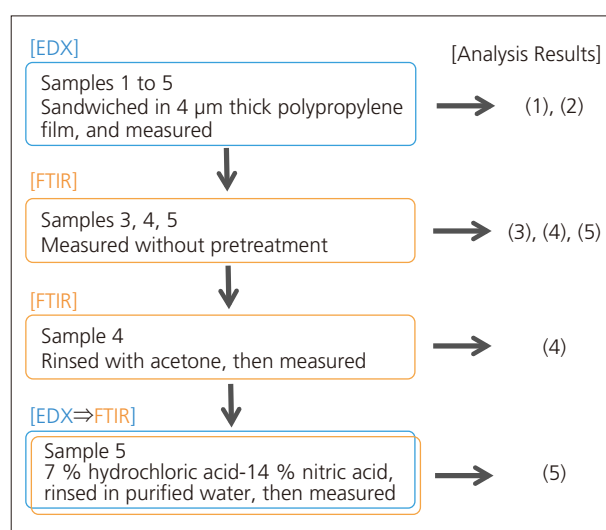 [EDX]
[Analysis Results]
Samples 1 to 5
Sandwiched in 4 µm thick polypropylene
film, and measured
(1), (2)
[FTIR]
Samples 3, 4, 5
Measured without pretreatment
(3), (4), (5)
[FTIR]
Sample 4
Rinsed with acetone, then measured
(4)
[EDX⇒FTIR]
Sample 5
7 % hydrochloric acid-14 % nitric acid,
rinsed in purified water, then measured
(5)